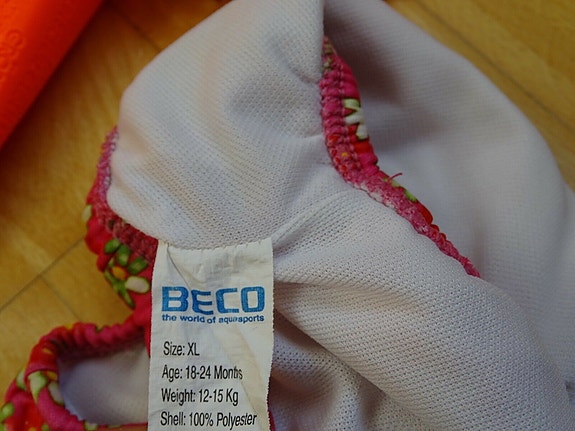 BECO
the world of aquasports
Size: XL
Age: 18-24 Months
Weight: 12-15 Kg
Shell: 100% Polyester